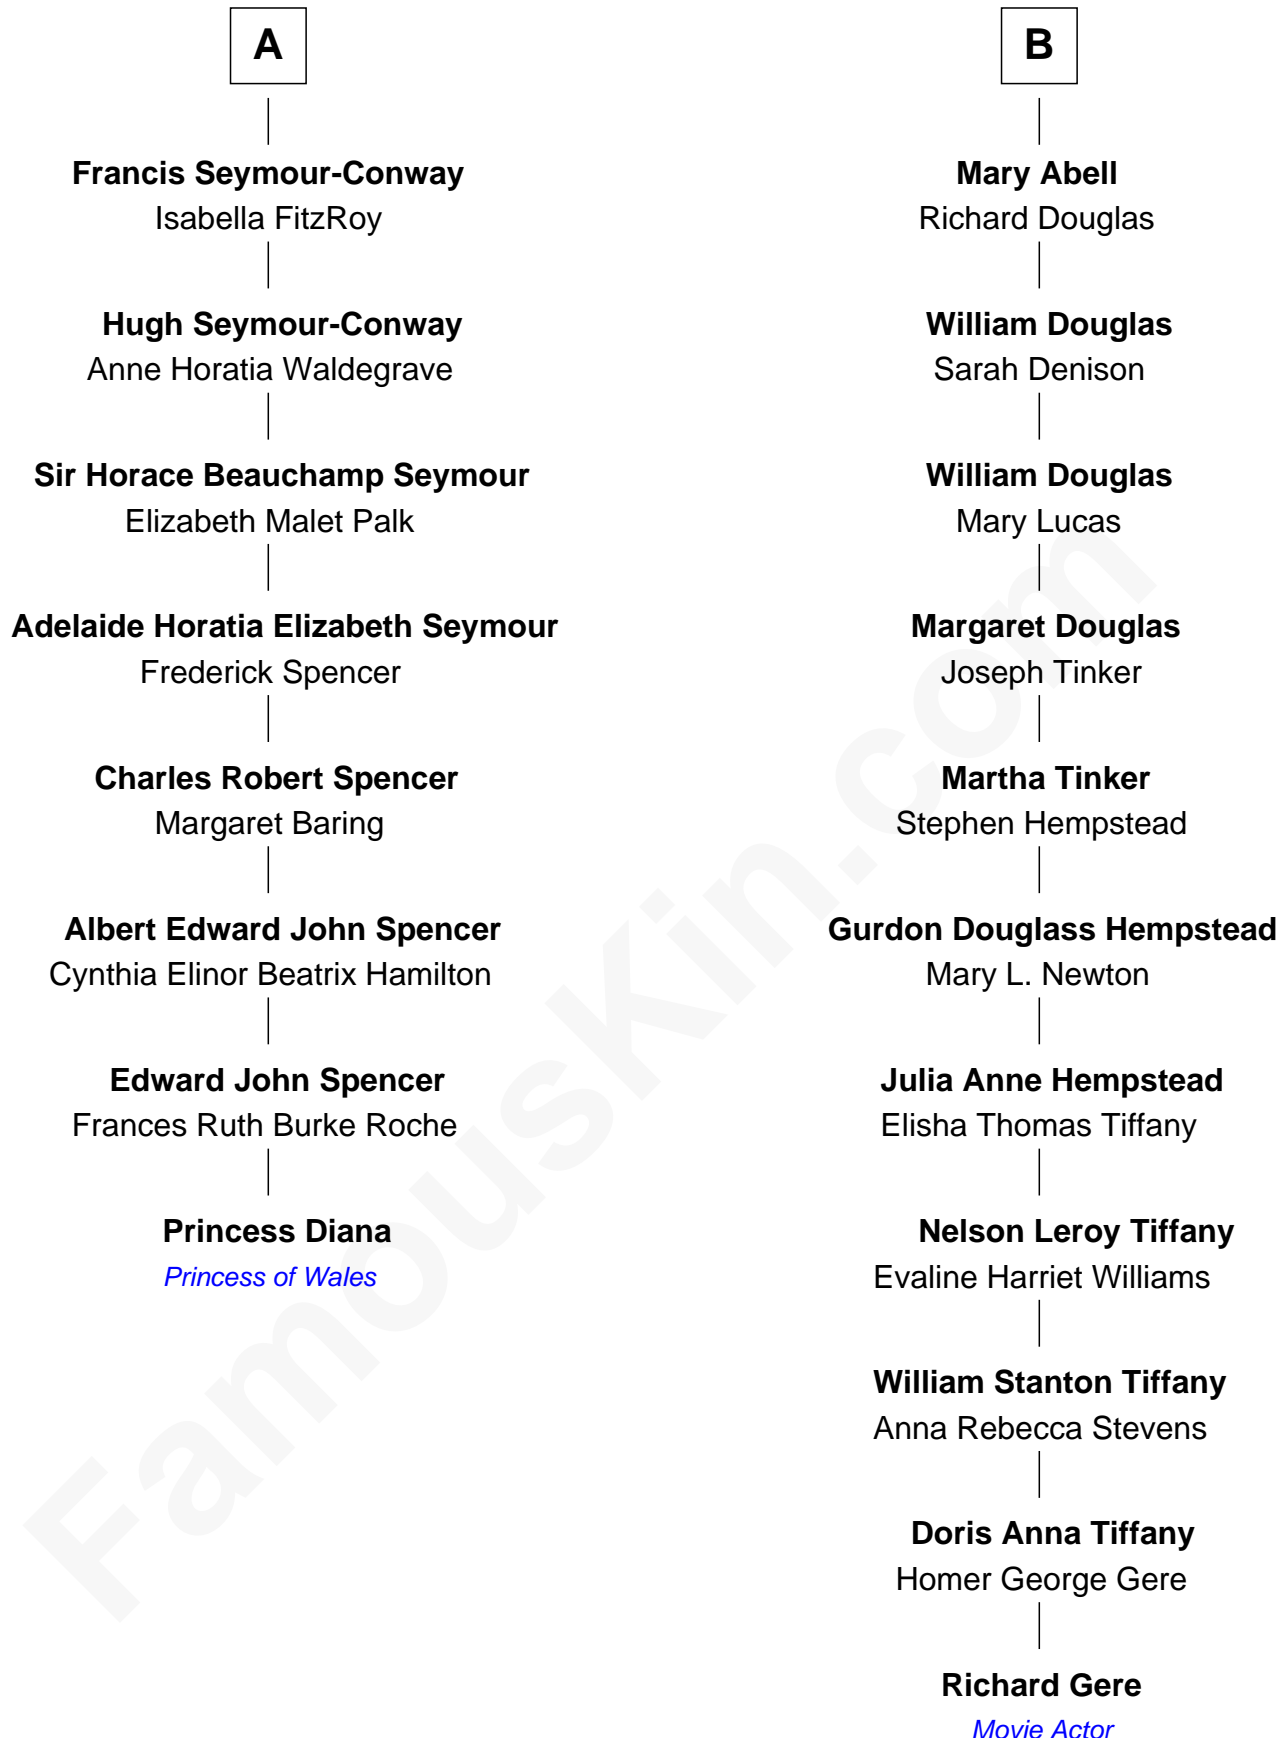 A
Francis Seymour-Conway
Isabella FitzRoy
Hugh Seymour-Conway
Anne Horatia Waldegrave
Sir Horace Beauchamp Seymour
Elizabeth Malet Palk
Adelaide Horatia Elizabeth Seymour
Frederick Spencer
Charles Robert Spencer
Margaret Baring
Albert Edward John Spencer
Cynthia Elinor Beatrix Hamilton
Edward John Spencer
Frances Ruth Burke Roche
Princess Diana
Princess of Wales
B
Mary Abell
Richard Douglas
William Douglas
Sarah Denison
William Douglas
Mary Lucas
Margaret Douglas
Joseph Tinker
Martha Tinker
Stephen Hempstead
Gurdon Douglass Hempstead
Mary L. Newton
Julia Anne Hempstead
Elisha Thomas Tiffany
Nelson Leroy Tiffany
Evaline Harriet Williams
William Stanton Tiffany
Anna Rebecca Stevens
Doris Anna Tiffany
Homer George Gere
Richard Gere
Movie Actor
FamousKin.com